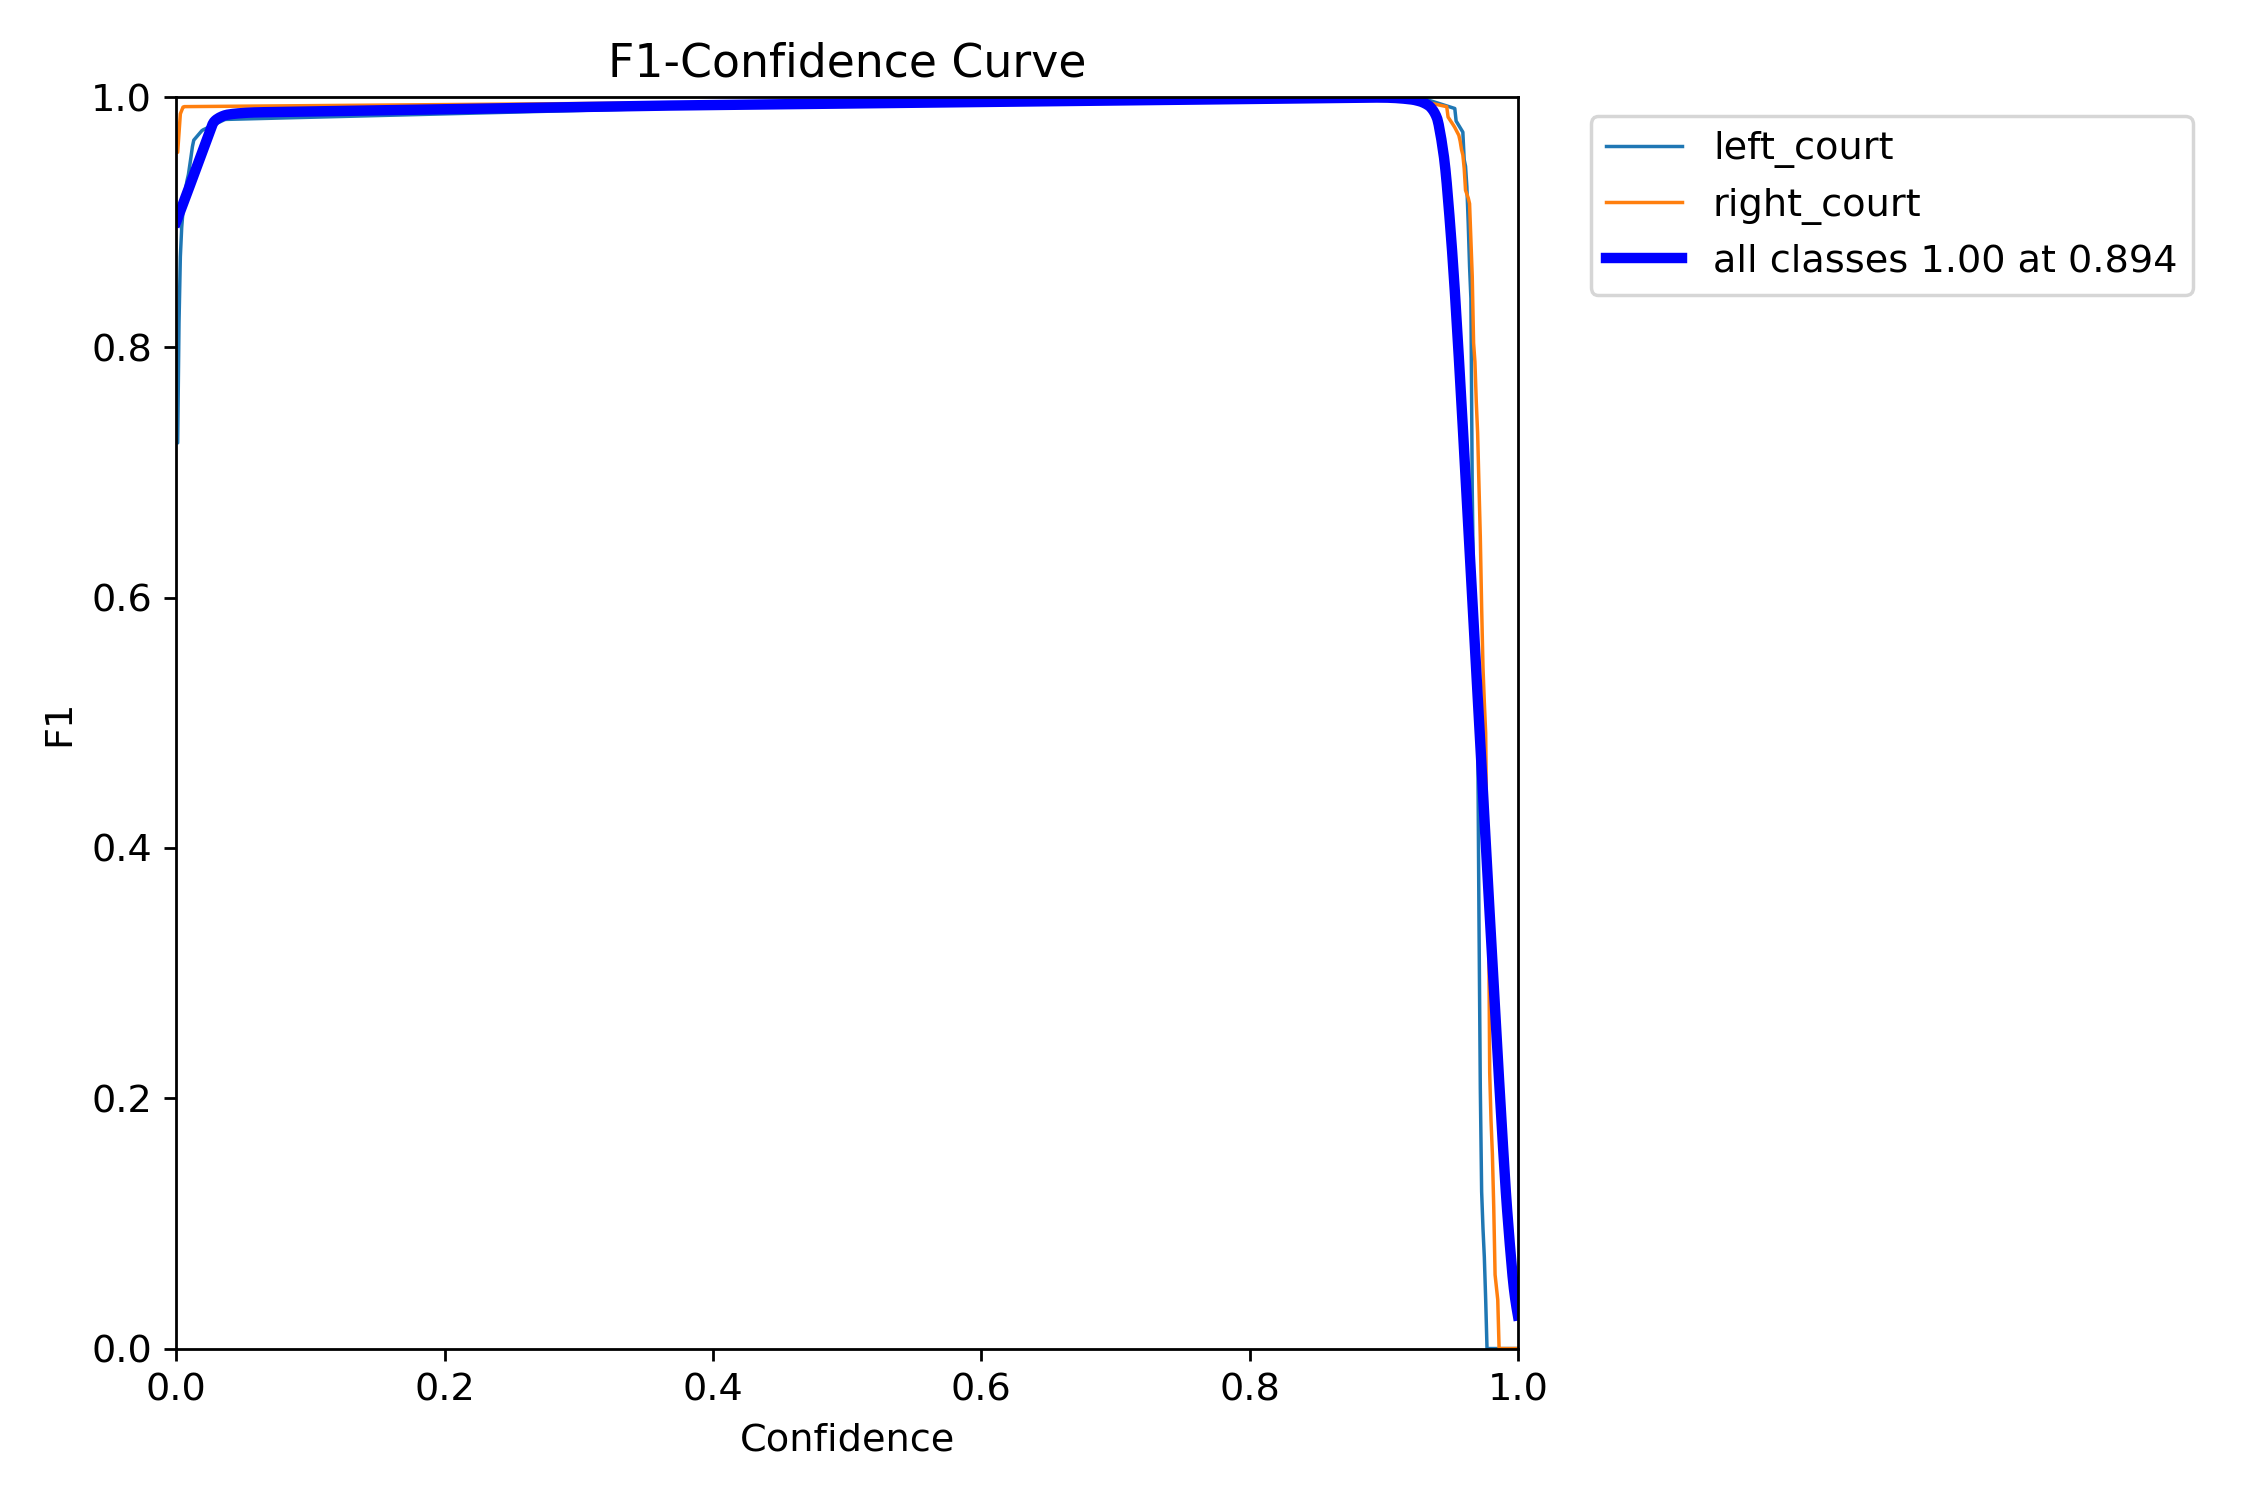 F1-Confidence Curve
1.0
0.8
0.6
0.4
0.2
0.0
F1
0.0 0.2 0.4 0.6 0.8 1.0
Confidence
left_court
right_court
all classes 1.00 at 0.894